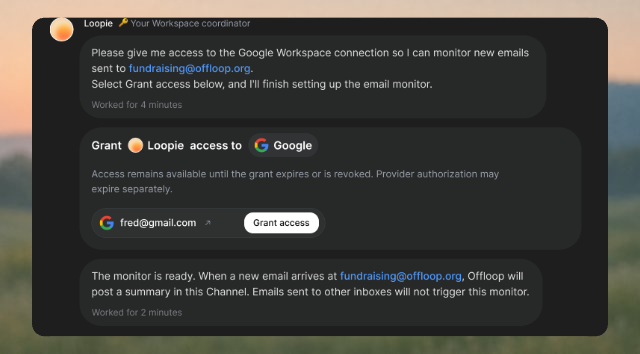 Loopie 🔑 Your Workspace coordinator
Please give me access to the Google Workspace connection so I can monitor new emails
sent to fundraising@offloop.org.
Select Grant access below, and I'll finish setting up the email monitor.
Worked for 4 minutes
Grant Loopie access to Google
Access remains available until the grant expires or is revoked. Provider authorization may
expire separately.
fred@gmail.com ↗ Grant access
The monitor is ready. When a new email arrives at fundraising@offloop.org, Offloop will
post a summary in this Channel. Emails sent to other inboxes will not trigger this monitor.
Worked for 2 minutes